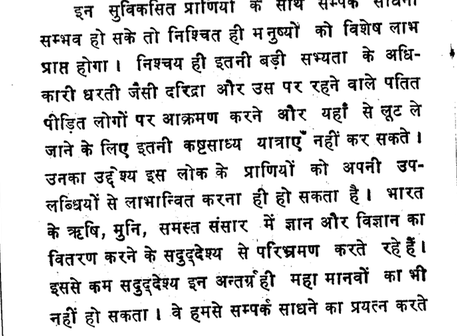 इन सुविकसित प्राणियों के साथ सम्पर्क साधना
सम्भव हो सके तो निश्चित ही मनुष्यों को विशेष लाभ
प्राप्त होगा । निश्चय ही इतनी बड़ी सभ्यता के अधि-
कारी धरती जैसी दरिद्रा और उस पर रहने वाले पतित
पीड़ित लोगों पर आक्रमण करने और यहाँ से लूट ले
जाने के लिए इतनी कष्टसाध्य यात्राएँ नहीं कर सकते ।
उनका उद्देश्य इस लोक के प्राणियों को अपनी उप-
लब्धियों से लाभान्वित करना ही हो सकता है । भारत
के ऋषि, मुनि, समस्त संसार में ज्ञान और विज्ञान का
वितरण करने के सदुद्देश्य से परिभ्रमण करते रहे हैं ।
इससे कम सदुद्देश्य इन अन्तर्ग्रही महा मानवों का भी
नहीं हो सकता । वे हमसे सम्पर्क साधने का प्रयत्न करते